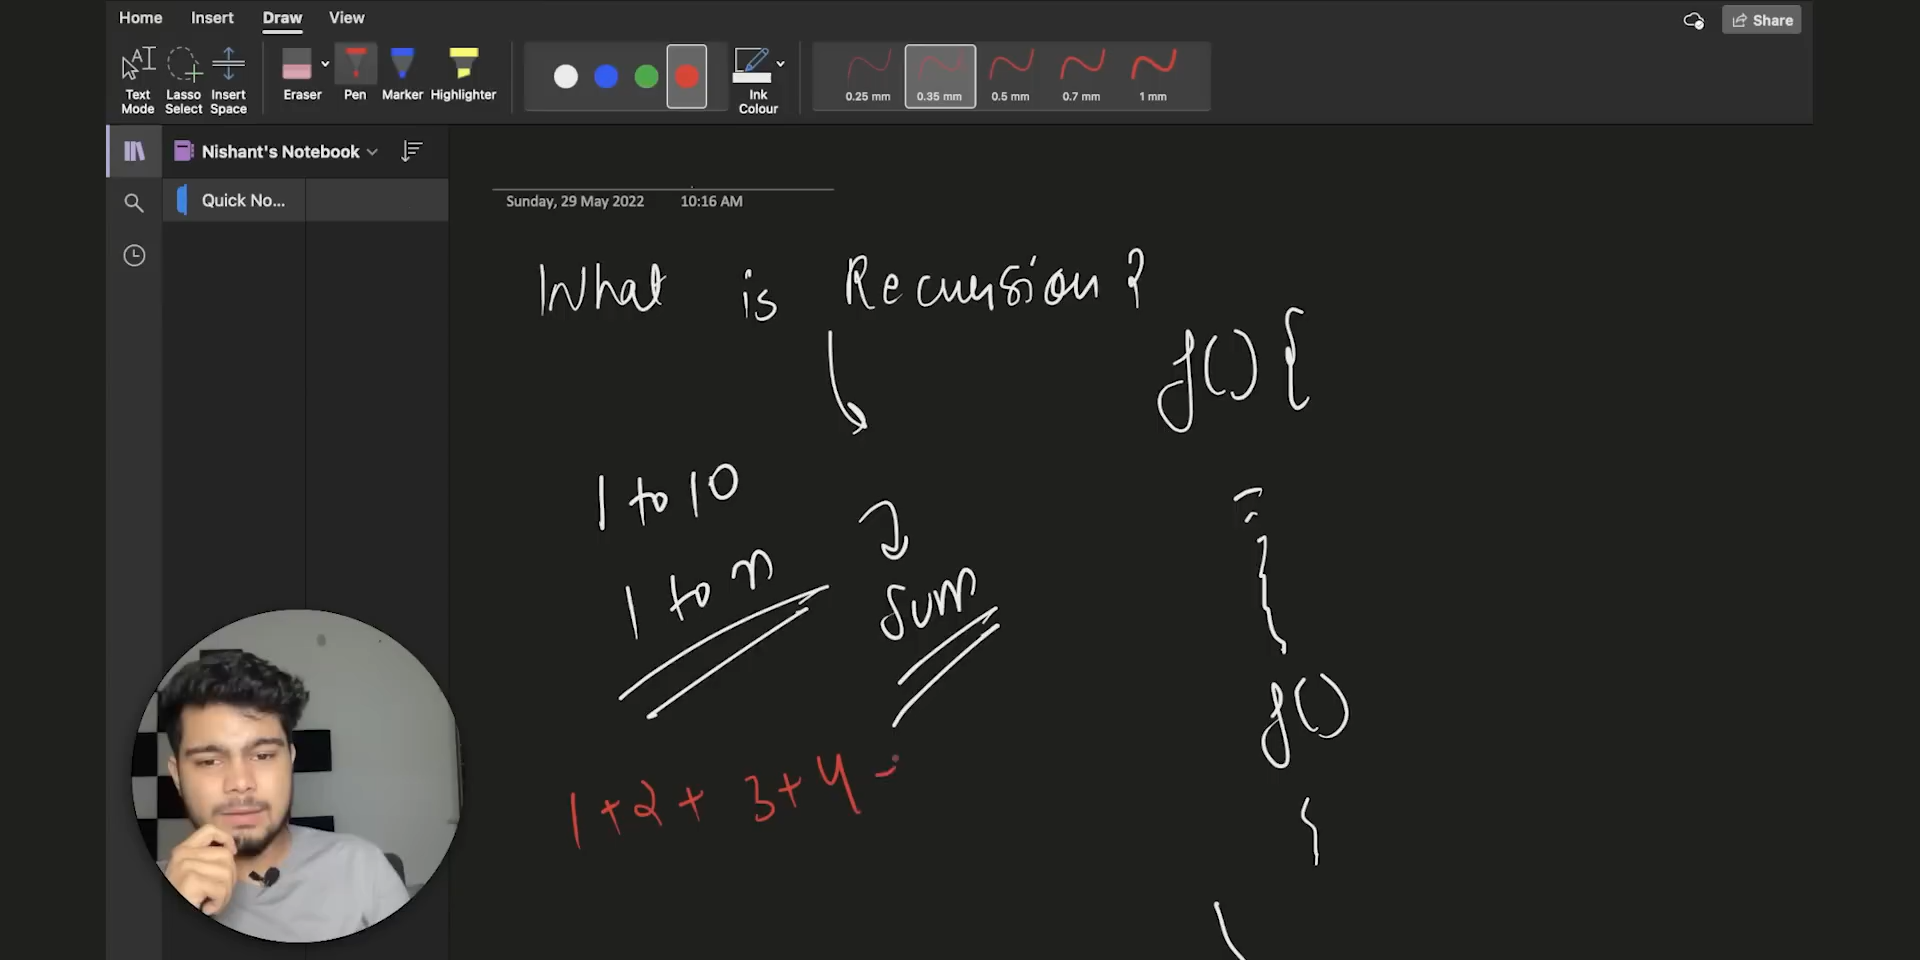 Home Insert Draw View
Share
Text Mode
Lasso Select
Insert Space
Eraser
Pen
Marker
Highlighter
Ink Colour
0.25 mm
0.35 mm
0.5 mm
0.7 mm
1 mm
Nishant's Notebook
Quick No...
Sunday, 29 May 2022 10:16 AM
What is Recursion?
f() {
1 to 10
1 to n
Sum
f()
1 + 2 + 3 + 4 =